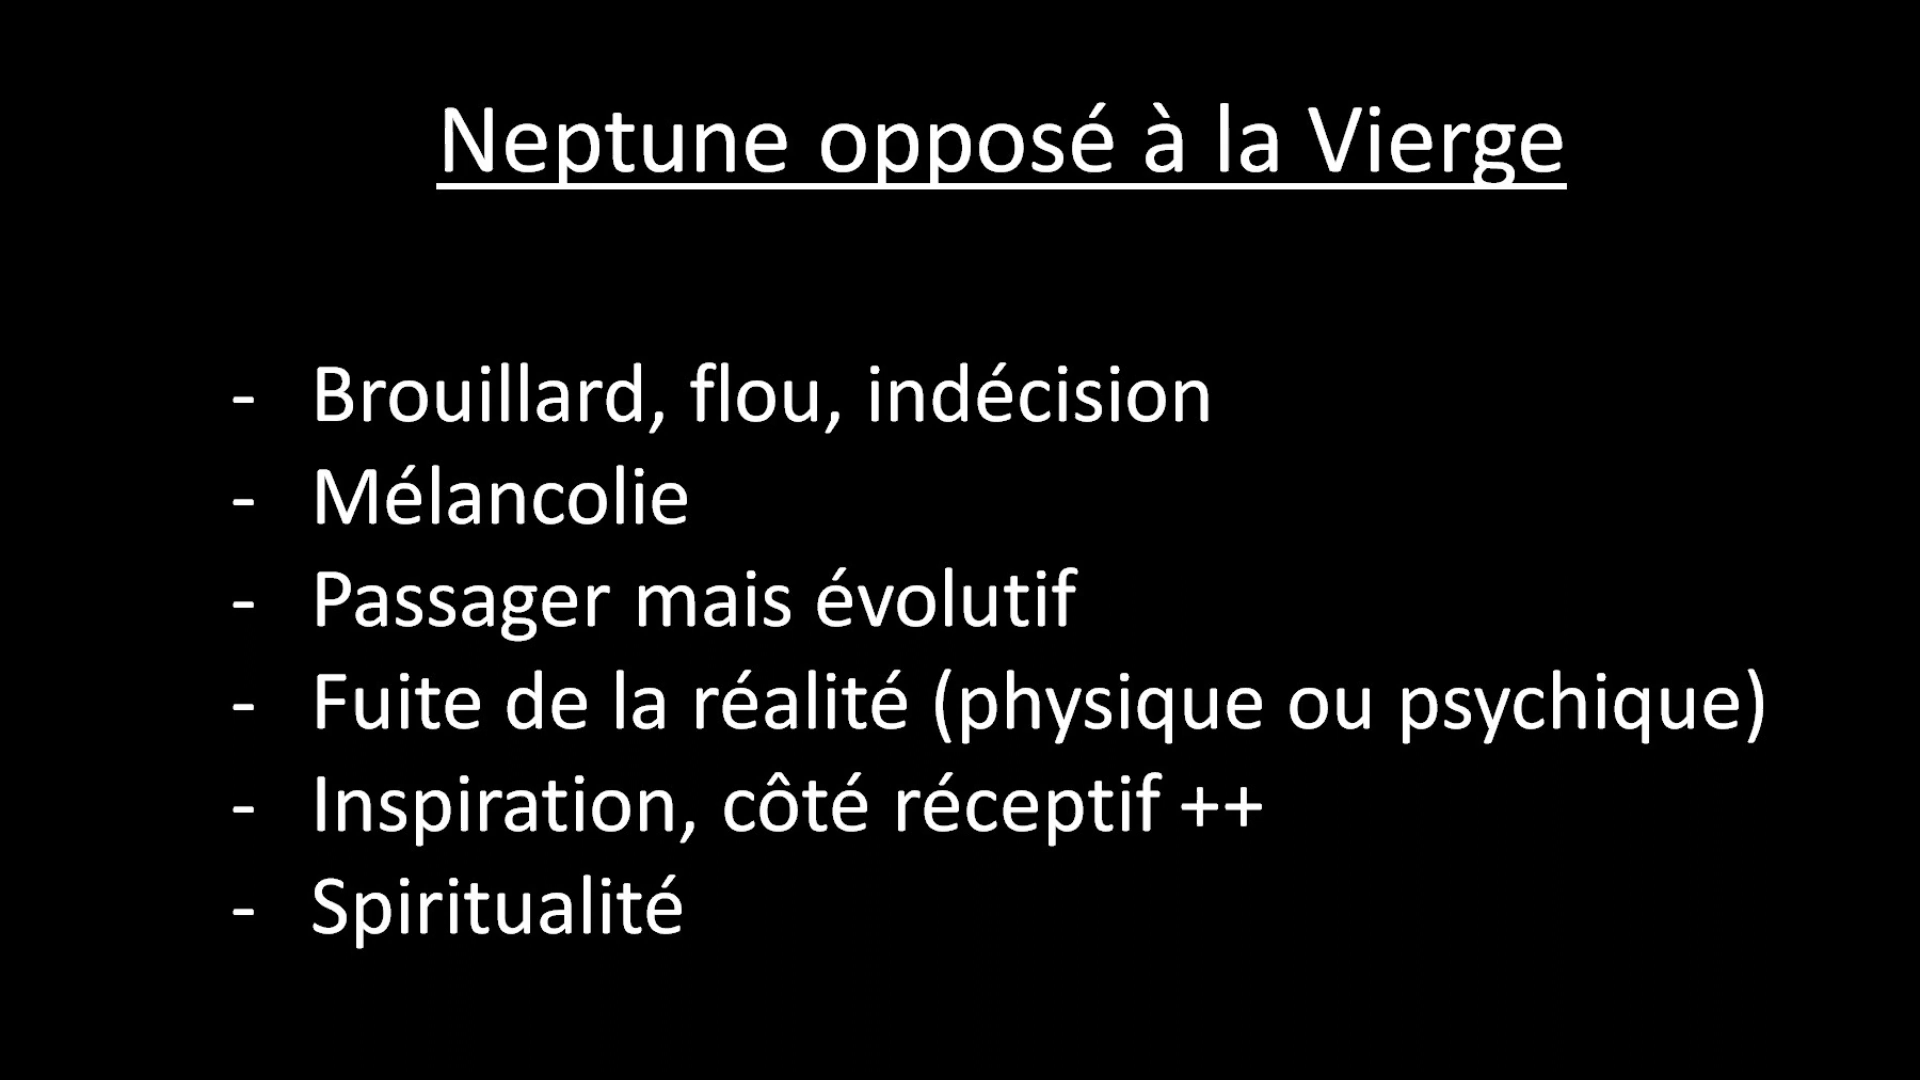 Neptune opposé à la Vierge
- Brouillard, flou, indécision
- Mélancolie
- Passager mais évolutif
- Fuite de la réalité (physique ou psychique)
- Inspiration, côté réceptif ++
- Spiritualité